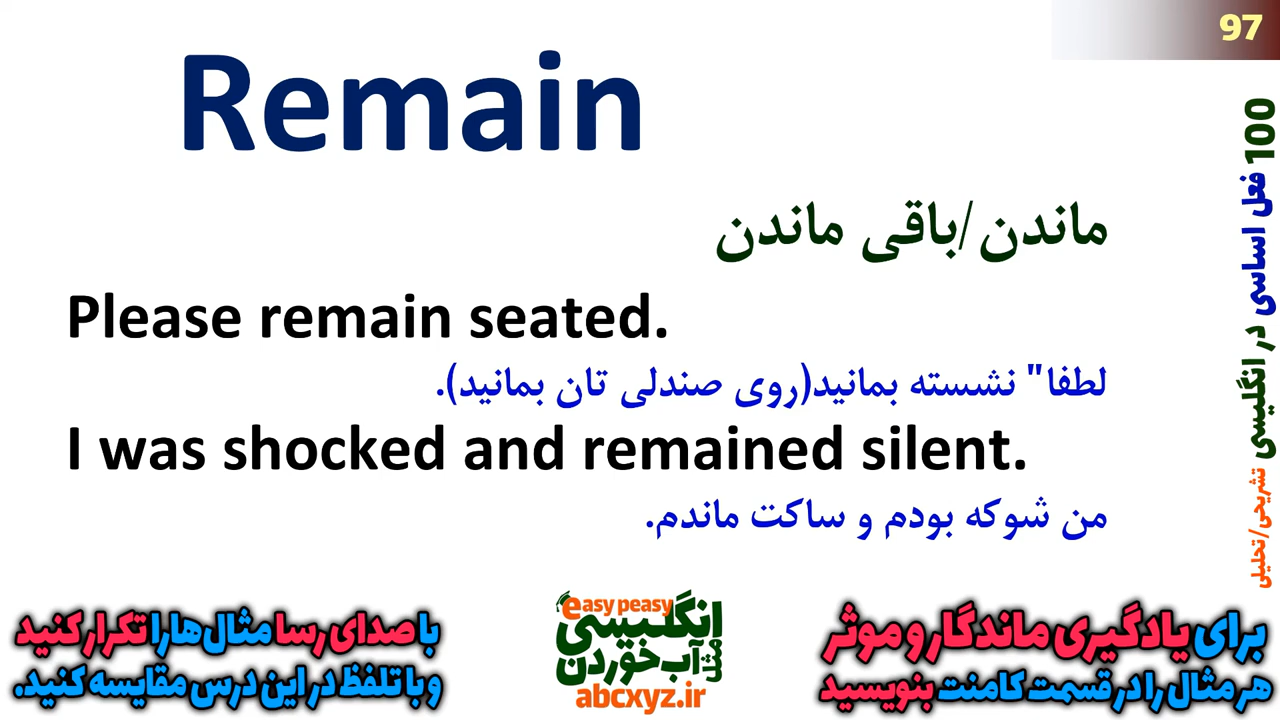 97
Remain
ماندن/باقی ماندن
Please remain seated.
لطفا" نشسته بمانید(روی صندلی تان بمانید).
I was shocked and remained silent.
من شوکه بودم و ساکت ماندم.
100 فعل اساسی در انگلیسی تشریحی/تحلیلی
برای یادگیری ماندگار و موثر
هر مثال را در قسمت کامنت بنویسید
easy peasy
انگلیسی
مثل آب خوردن
abcxyz.ir
با صدای رسا مثال‌ها را تکرار کنید
و با تلفظ در این درس مقایسه کنید.